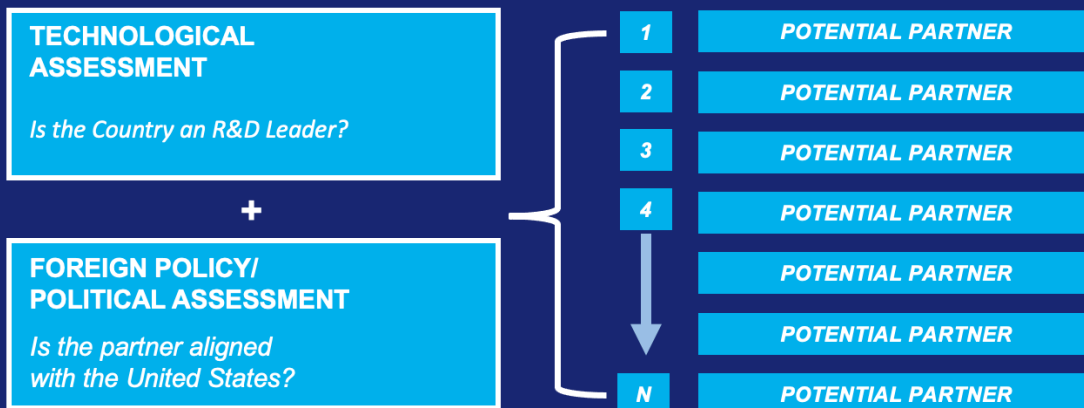 TECHNOLOGICAL
ASSESSMENT
Is the Country an R&D Leader?
+
FOREIGN POLICY/
POLITICAL ASSESSMENT
Is the partner aligned
with the United States?
1 POTENTIAL PARTNER
2 POTENTIAL PARTNER
3 POTENTIAL PARTNER
4 POTENTIAL PARTNER
POTENTIAL PARTNER
POTENTIAL PARTNER
N POTENTIAL PARTNER